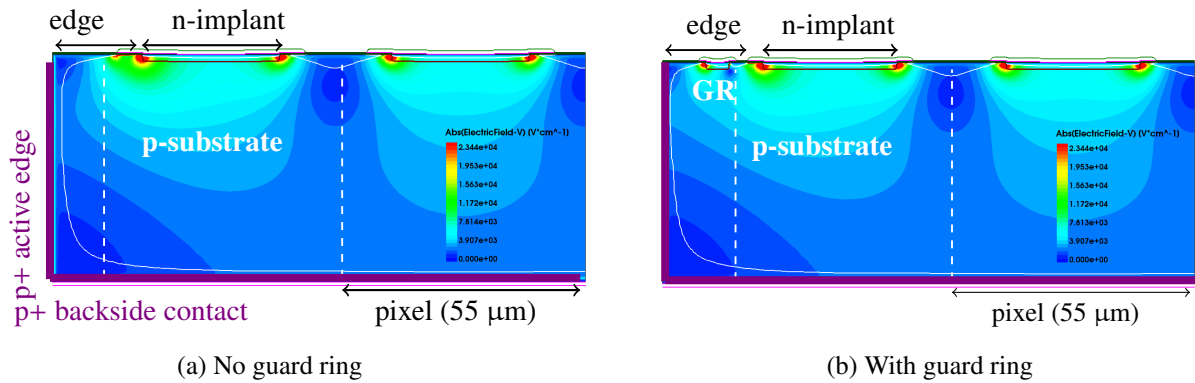 edge
n-implant
p-substrate
Abs(ElectricField-V) (V*cm^-1)
2.344e+04
1.953e+04
1.563e+04
1.172e+04
7.814e+03
3.907e+03
0.000e+00
p+ active edge
p+ backside contact
pixel (55 μm)
(a) No guard ring
edge
n-implant
GR
p-substrate
Abs(ElectricField-V) (V*cm^-1)
2.344e+04
1.953e+04
1.563e+04
1.172e+04
7.814e+03
3.907e+03
0.000e+00
pixel (55 μm)
(b) With guard ring